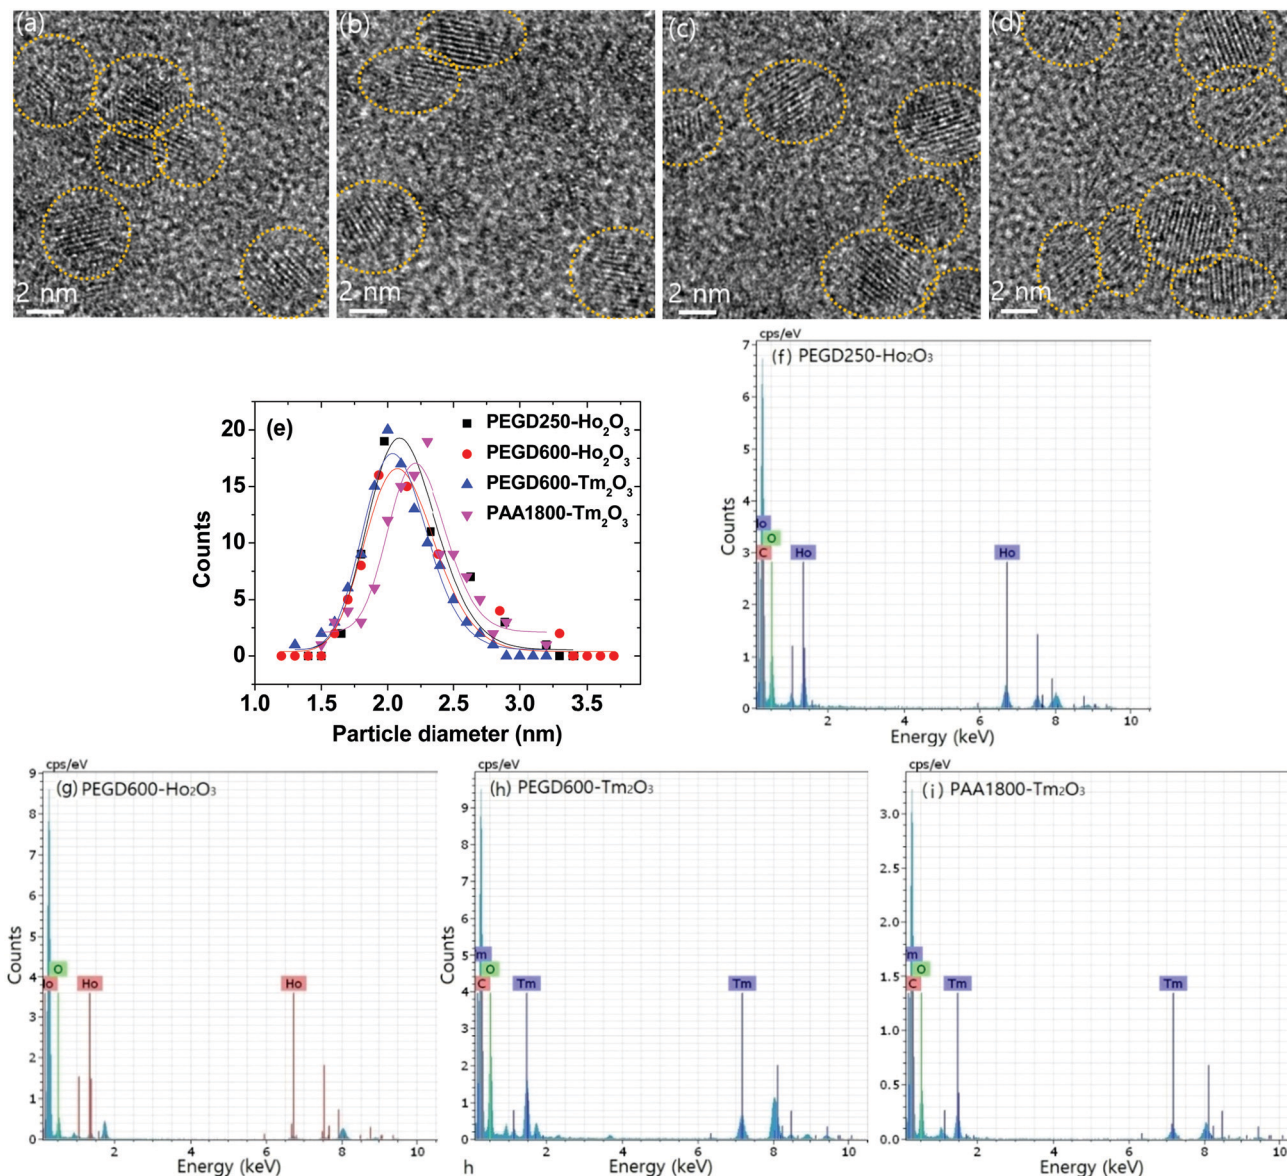 (a)
(b)
(c)
(d)
2 nm
2 nm
2 nm
2 nm
(e)
PEGD250-Ho₂O₃
PEGD600-Ho₂O₃
PEGD600-Tm₂O₃
PAA1800-Tm₂O₃
Counts
20
15
10
5
0
1.0 1.5 2.0 2.5 3.0 3.5
Particle diameter (nm)
cps/eV
(f) PEGD250-Ho₂O₃
Counts
7
6
5
4
3
2
1
0
lo
O
C
Ho
Ho
2 4 6 8 10
Energy (keV)
cps/eV
(g) PEGD600-Ho₂O₃
Counts
9
8
7
6
5
4
3
2
1
0
O
lo
Ho
Ho
2 4 6 8 10
Energy (keV)
cps/eV
(h) PEGD600-Tm₂O₃
Counts
9
8
7
6
5
4
3
2
1
0
m
O
C
Tm
Tm
2 4 6 8 10
Energy (keV)
h
cps/eV
(i) PAA1800-Tm₂O₃
Counts
3.0
2.5
2.0
1.5
1.0
0.5
0.0
m
O
C
Tm
Tm
2 4 6 8 10
Energy (keV)